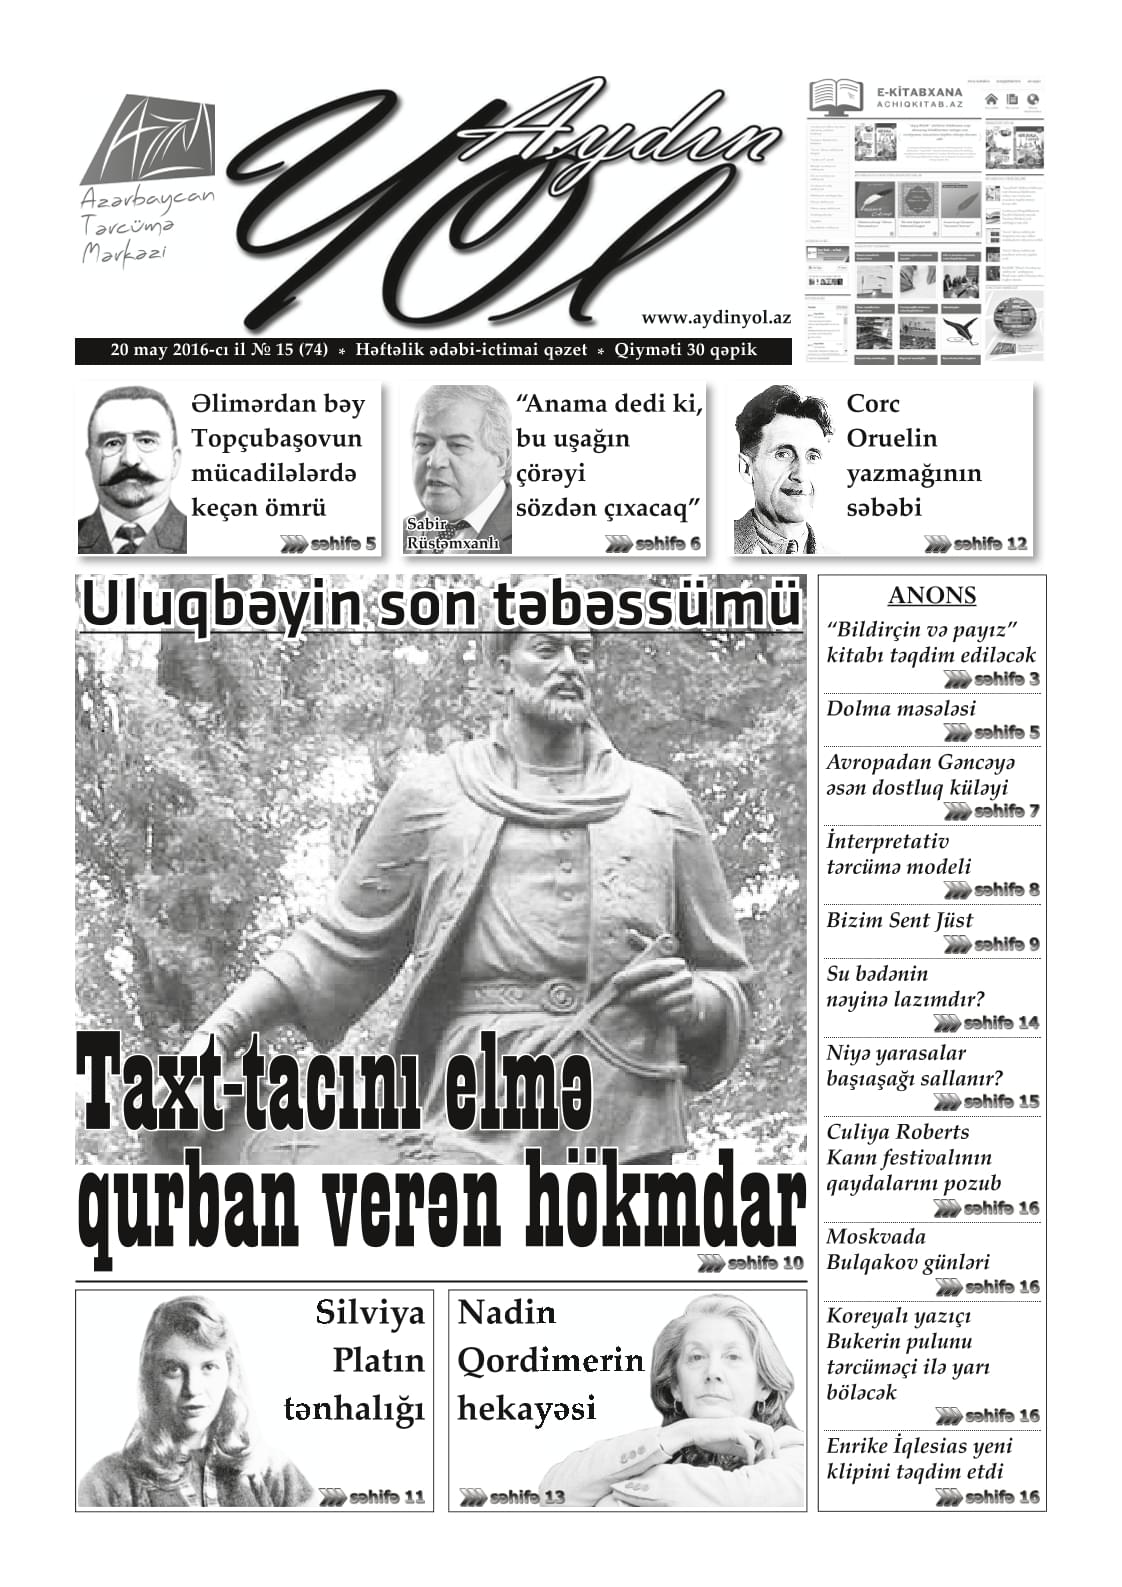 Azərbaycan
Tərcümə
Mərkəzi
Aydın
Yol
www.aydinyol.az
E-KİTABXANA
ACHIQKITAB.AZ
20 may 2016-cı il № 15 (74) * Həftəlik ədəbi-ictimai qəzet * Qiyməti 30 qəpik
Əlimərdan bəy
Topçubaşovun
mücadilələrdə
keçən ömrü
səhifə 5
“Anama dedi ki,
bu uşağın
çörəyi
sözdən çıxacaq”
Sabir
Rüstəmxanlı
səhifə 6
Corc
Oruelin
yazmağının
səbəbi
səhifə 12
Uluqbəyin son təbəssümü
Taxt-tacını elmə
qurban verən hökmdar
səhifə 10
Silviya
Platın
tənhalığı
səhifə 11
Nadin
Qordimerin
hekayəsi
səhifə 13
ANONS
“Bildirçin və payız”
kitabı təqdim ediləcək
səhifə 3
Dolma məsələsi
səhifə 5
Avropadan Gəncəyə
əsən dostluq küləyi
səhifə 7
İnterpretativ
tərcümə modeli
səhifə 8
Bizim Sent Jüst
səhifə 9
Su bədənin
nəyinə lazımdır?
səhifə 14
Niyə yarasalar
başıaşağı sallanır?
səhifə 15
Culiya Roberts
Kann festivalının
qaydalarını pozub
səhifə 16
Moskvada
Bulqakov günləri
səhifə 16
Koreyalı yazıçı
Bukerin pulunu
tərcüməçi ilə yarı
böləcək
səhifə 16
Enrike İqlesias yeni
klipini təqdim etdi
səhifə 16